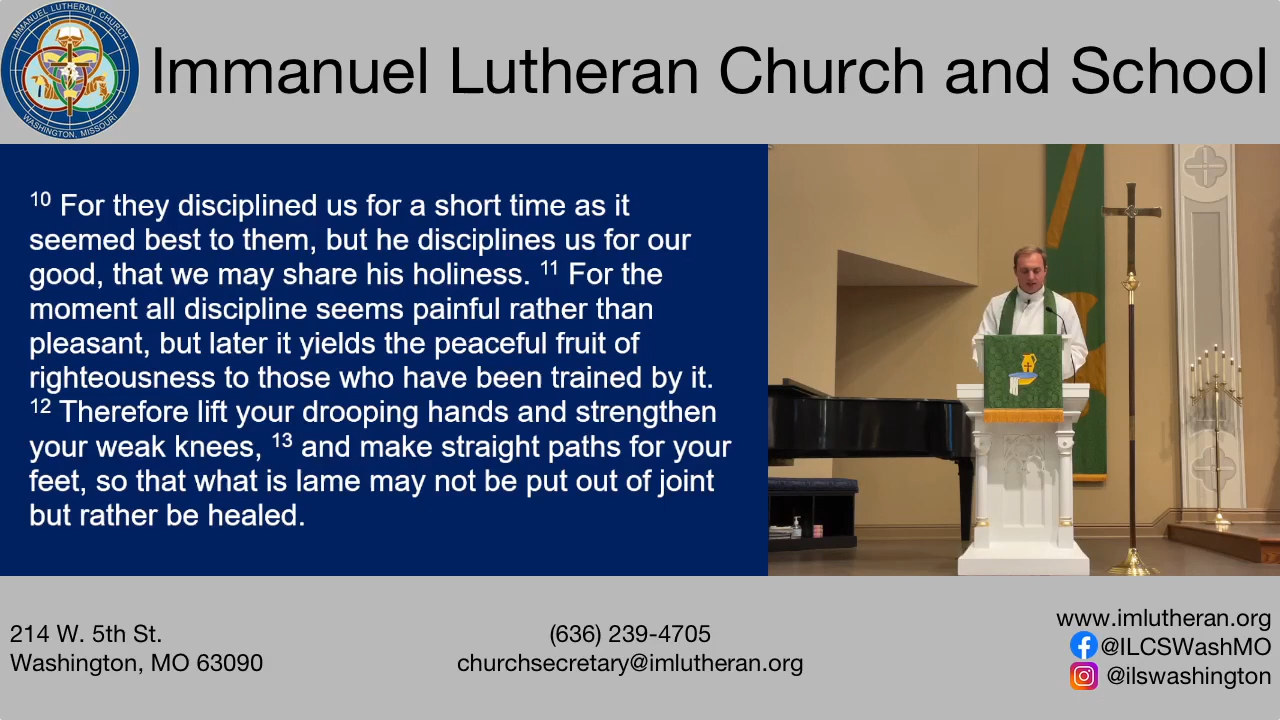 IMMANUEL LUTHERAN CHURCH
WASHINGTON, MISSOURI
Immanuel Lutheran Church and School
10 For they disciplined us for a short time as it
seemed best to them, but he disciplines us for our
good, that we may share his holiness. 11 For the
moment all discipline seems painful rather than
pleasant, but later it yields the peaceful fruit of
righteousness to those who have been trained by it.
12 Therefore lift your drooping hands and strengthen
your weak knees, 13 and make straight paths for your
feet, so that what is lame may not be put out of joint
but rather be healed.
214 W. 5th St.
Washington, MO 63090
(636) 239-4705
churchsecretary@imlutheran.org
www.imlutheran.org
@ILCSWashMO
@ilswashington